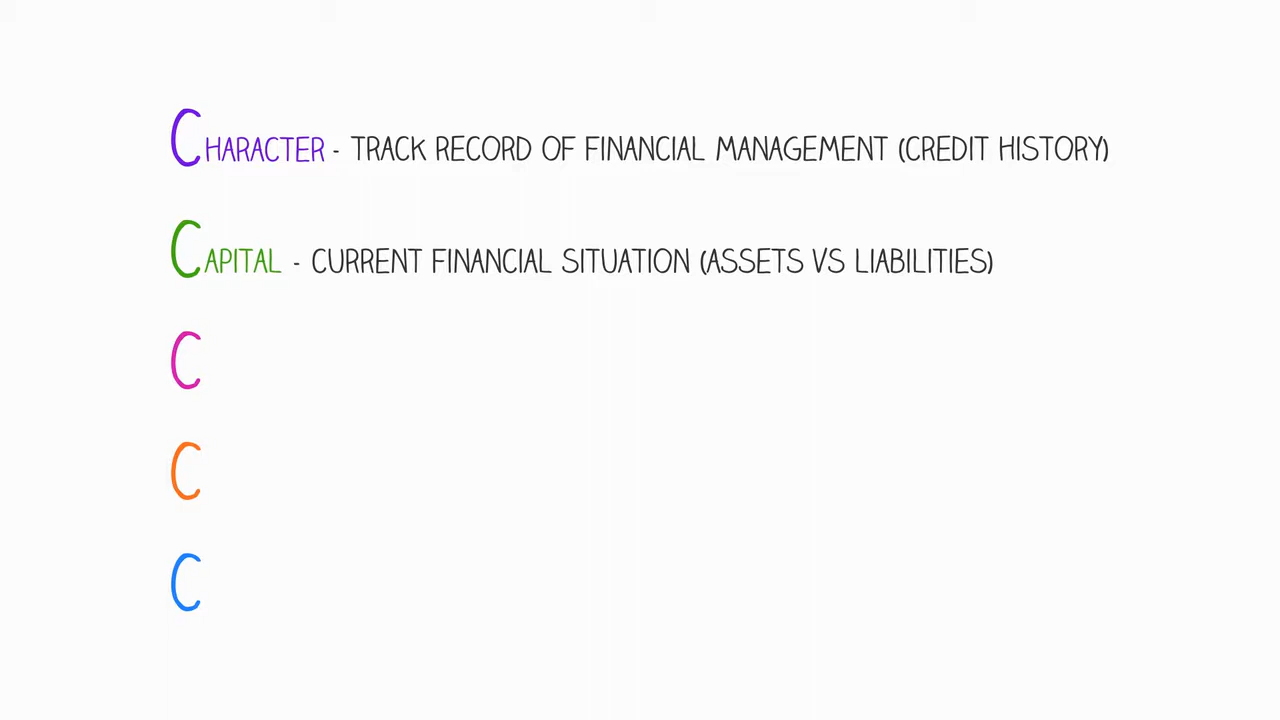 CHARACTER - TRACK RECORD OF FINANCIAL MANAGEMENT (CREDIT HISTORY)
CAPITAL - CURRENT FINANCIAL SITUATION (ASSETS VS LIABILITIES)
C
C
C